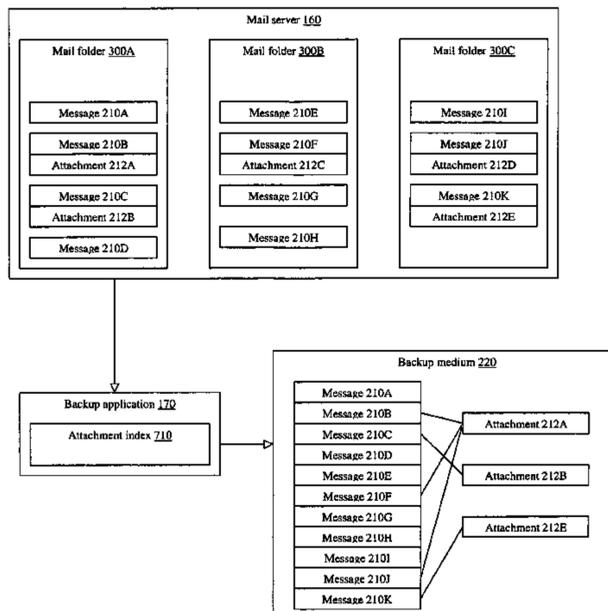 Mail server 160
Mail folder 300A
Message 210A
Message 210B
Attachment 212A
Message 210C
Attachment 212B
Message 210D
Mail folder 300B
Message 210E
Message 210F
Attachment 212C
Message 210G
Message 210H
Mail folder 300C
Message 210I
Message 210J
Attachment 212D
Message 210K
Attachment 212E
Backup application 170
Attachment index 710
Backup medium 220
Message 210A
Message 210B
Message 210C
Message 210D
Message 210E
Message 210F
Message 210G
Message 210H
Message 210I
Message 210J
Message 210K
Attachment 212A
Attachment 212B
Attachment 212E